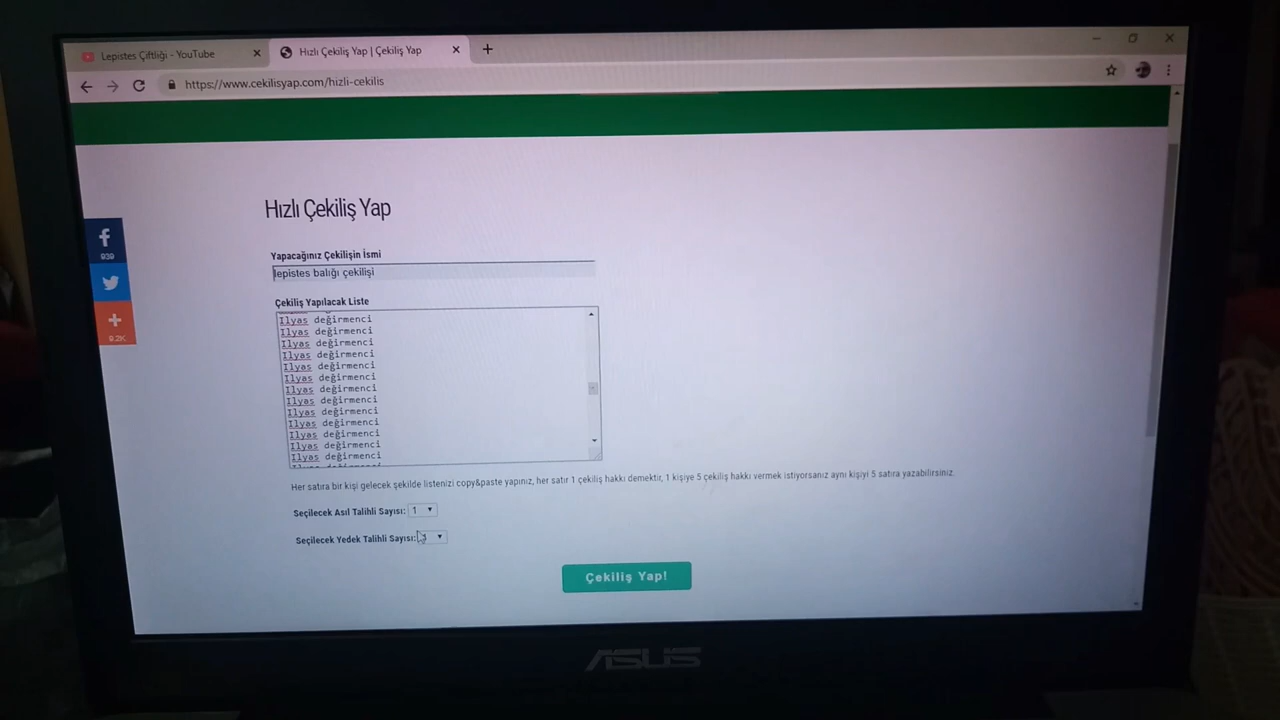 Lepistes Çiftliği - YouTube
Hızlı Çekiliş Yap | Çekiliş Yap
https://www.cekilisyap.com/hizli-cekilis
Hızlı Çekiliş Yap
939
9.2K
Yapacağınız Çekilişin İsmi
lepistes balığı çekilişi
Çekiliş Yapılacak Liste
Ilyas değirmenci
Ilyas değirmenci
Ilyas değirmenci
Ilyas değirmenci
Ilyas değirmenci
Ilyas değirmenci
Ilyas değirmenci
Ilyas değirmenci
Ilyas değirmenci
Ilyas değirmenci
Ilyas değirmenci
Ilyas değirmenci
Ilyas değirmenci
Her satıra bir kişi gelecek şekilde listenizi copy&paste yapınız, her satır 1 çekiliş hakkı demektir, 1 kişiye 5 çekiliş hakkı vermek istiyorsanız aynı kişiyi 5 satıra yazabilirsiniz.
Seçilecek Asıl Talihli Sayısı: 1
Seçilecek Yedek Talihli Sayısı:
Çekiliş Yap!
ASUS